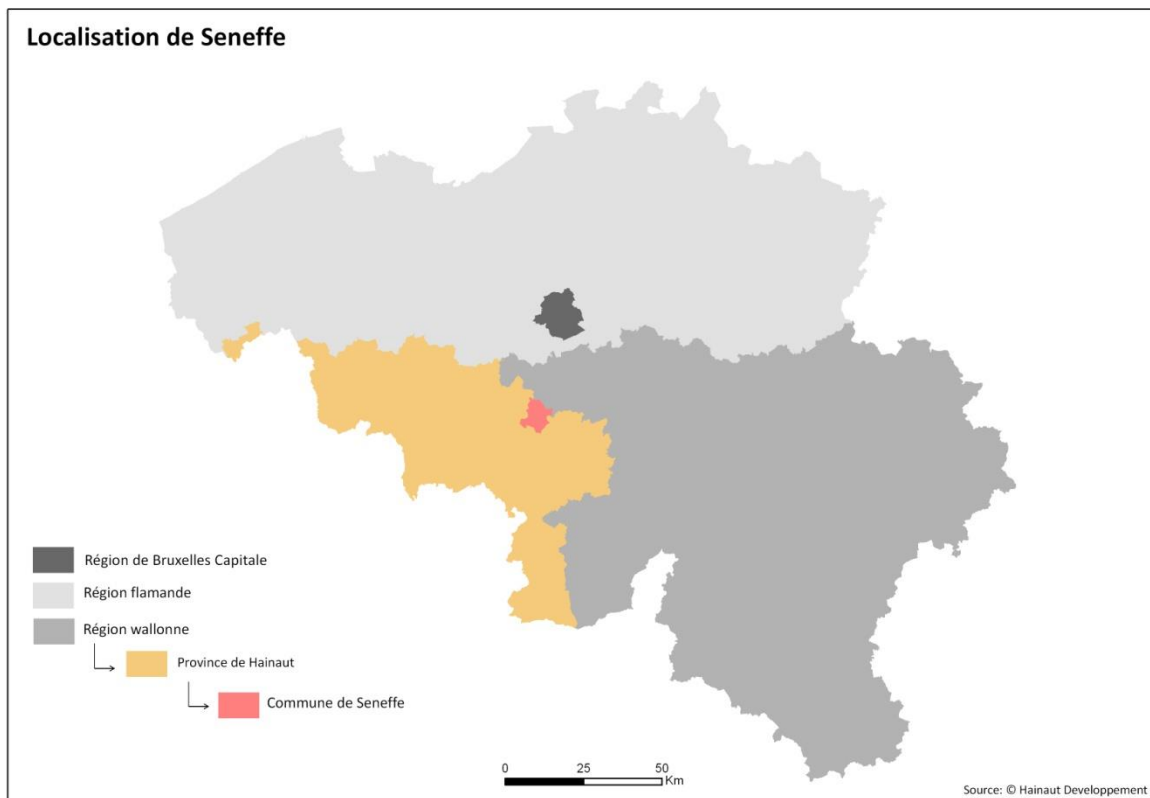 Localisation de Seneffe
Région de Bruxelles Capitale
Région flamande
Région wallonne
Province de Hainaut
Commune de Seneffe
0 25 50
Km
Source: © Hainaut Developpement